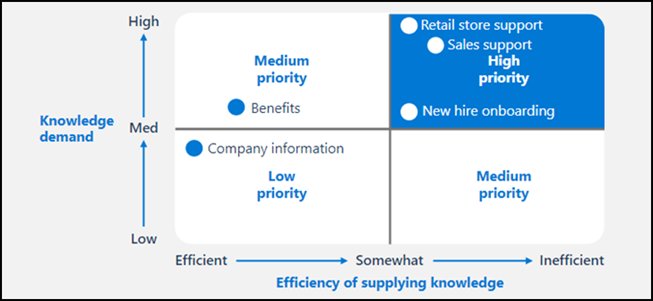 High
Retail store support
Sales support
Medium
priority
High
priority
Knowledge
demand
Benefits
New hire onboarding
Med
Company information
Low
priority
Medium
priority
Low
Efficient
Somewhat
Inefficient
Efficiency of supplying knowledge